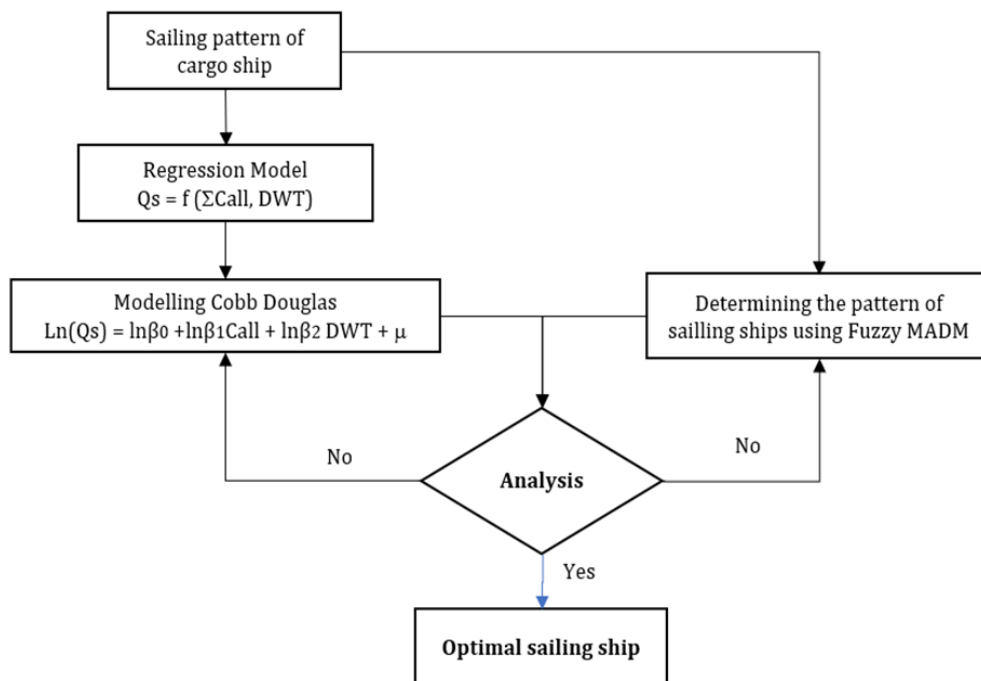 Sailing pattern of
cargo ship
Regression Model
Qs = f (ΣCall, DWT)
Modelling Cobb Douglas
Ln(Qs) = lnβ0 +lnβ1Call + lnβ2 DWT + μ
Determining the pattern of
sailling ships using Fuzzy MADM
No
No
Analysis
Yes
Optimal sailing ship